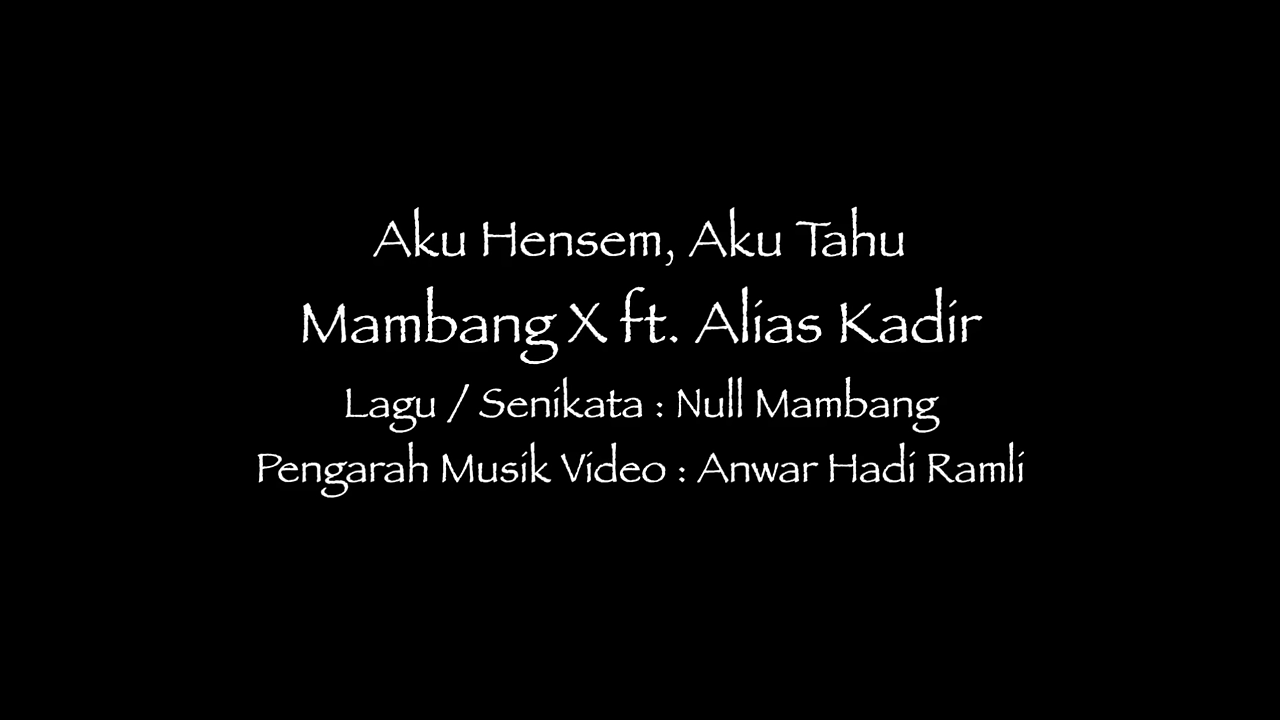 Aku Hensem, Aku Tahu
Mambang X ft. Alias Kadir
Lagu / Senikata : Null Mambang
Pengarah Musik Video : Anwar Hadi Ramli